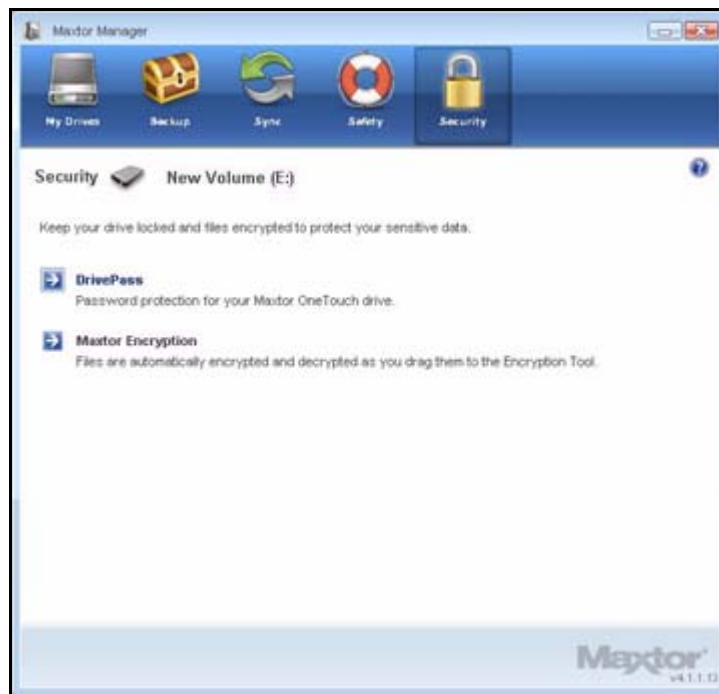 Maxtor Manager
My Drives Backup Sync Safety Security
Security New Volume (E:)
Keep your drive locked and files encrypted to protect your sensitive data.
DrivePass
Password protection for your Maxtor OneTouch drive.
Maxtor Encryption
Files are automatically encrypted and decrypted as you drag them to the Encryption Tool.
Maxtor